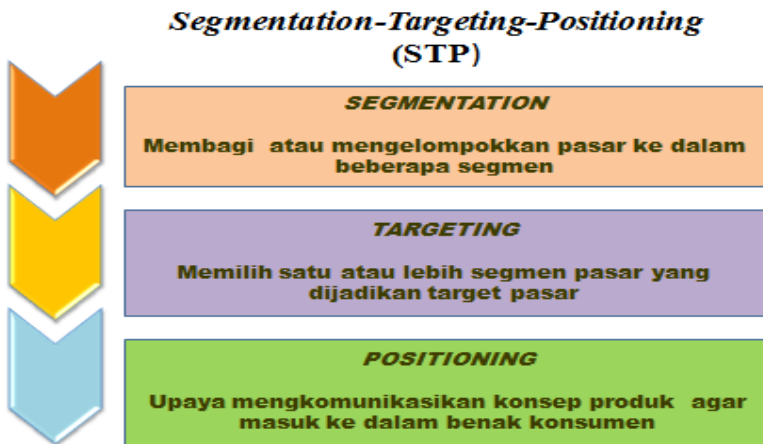 Segmentation-Targeting-Positioning
(STP)
SEGMENTATION
Membagi atau mengelompokkan pasar ke dalam
beberapa segmen
TARGETING
Memilih satu atau lebih segmen pasar yang
dijadikan target pasar
POSITIONING
Upaya mengkomunikasikan konsep produk agar
masuk ke dalam benak konsumen